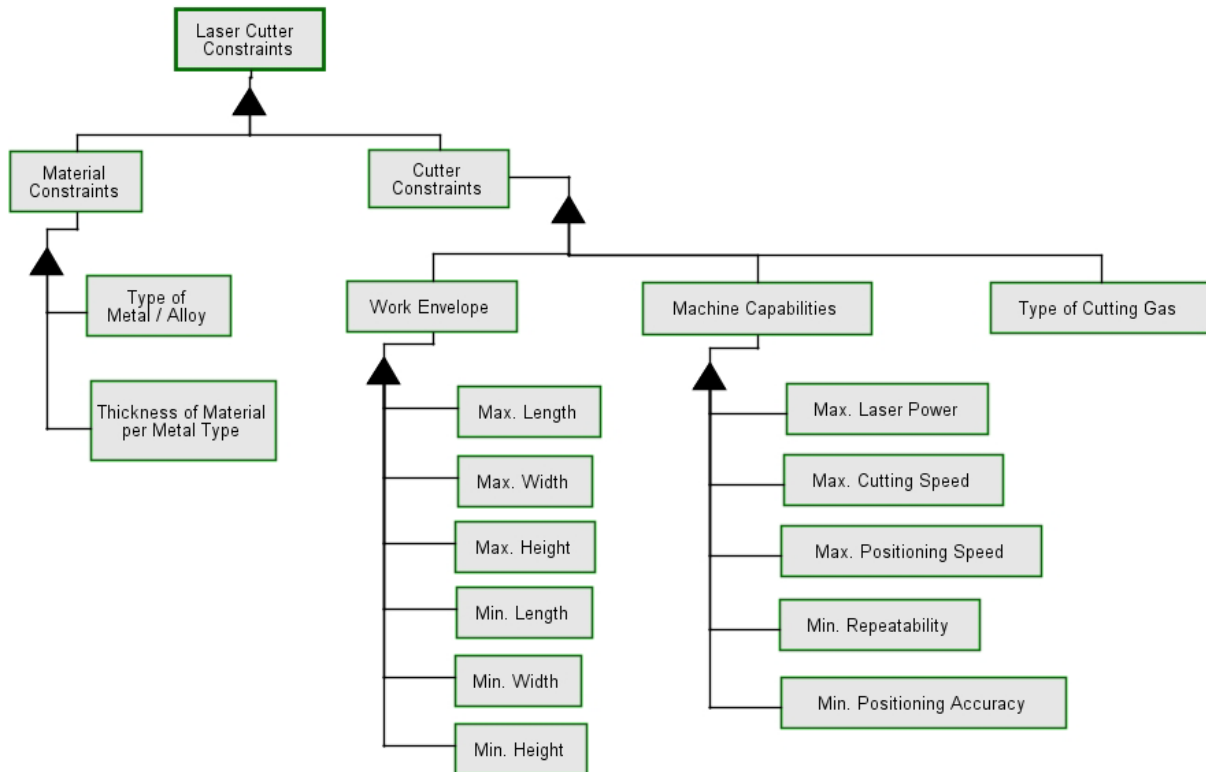 Laser Cutter
Constraints
Material
Constraints
Cutter
Constraints
Type of
Metal / Alloy
Thickness of Material
per Metal Type
Work Envelope
Machine Capabilities
Type of Cutting Gas
Max. Length
Max. Width
Max. Height
Min. Length
Min. Width
Min. Height
Max. Laser Power
Max. Cutting Speed
Max. Positioning Speed
Min. Repeatability
Min. Positioning Accuracy